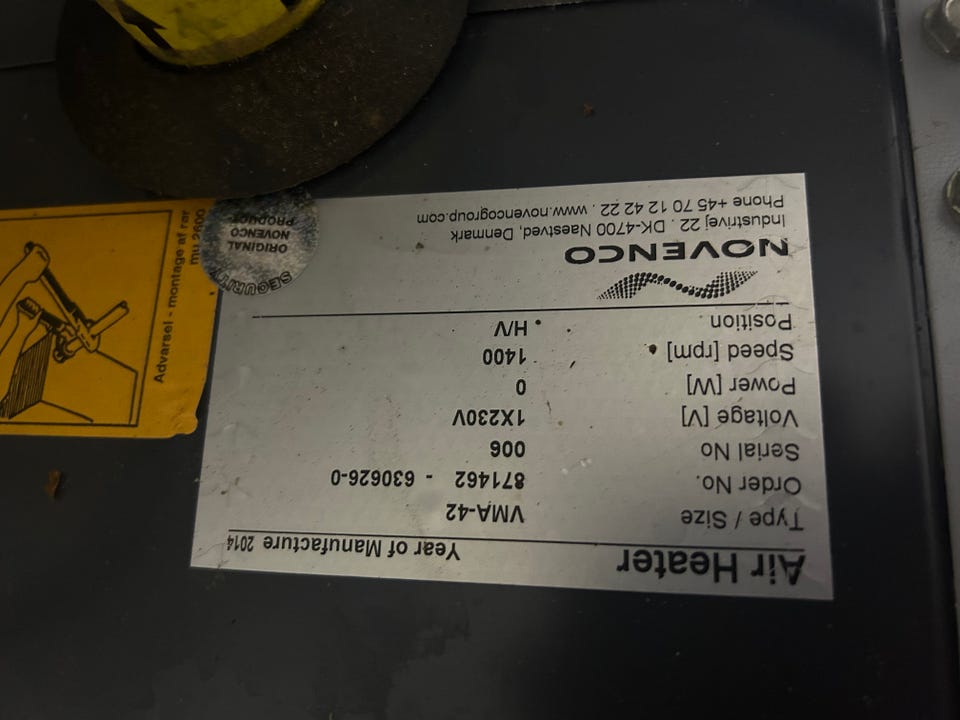 Air Heater Year of Manufacture 2014
Type / Size VMA-42
Order No. 871462 - 630626-0
Serial No 006
Voltage [V] 1X230V
Power [W] 0
Speed [rpm] 1400
Position H/V
NOVENCO
Industrivej 22 . DK-4700 Naestved, Denmark
Phone +45 70 12 42 22 . www.novencogroup.com
SECURITY
ORIGINAL
NOVENCO
PRODUCT
Advarsel - montage af rør
mu 2600